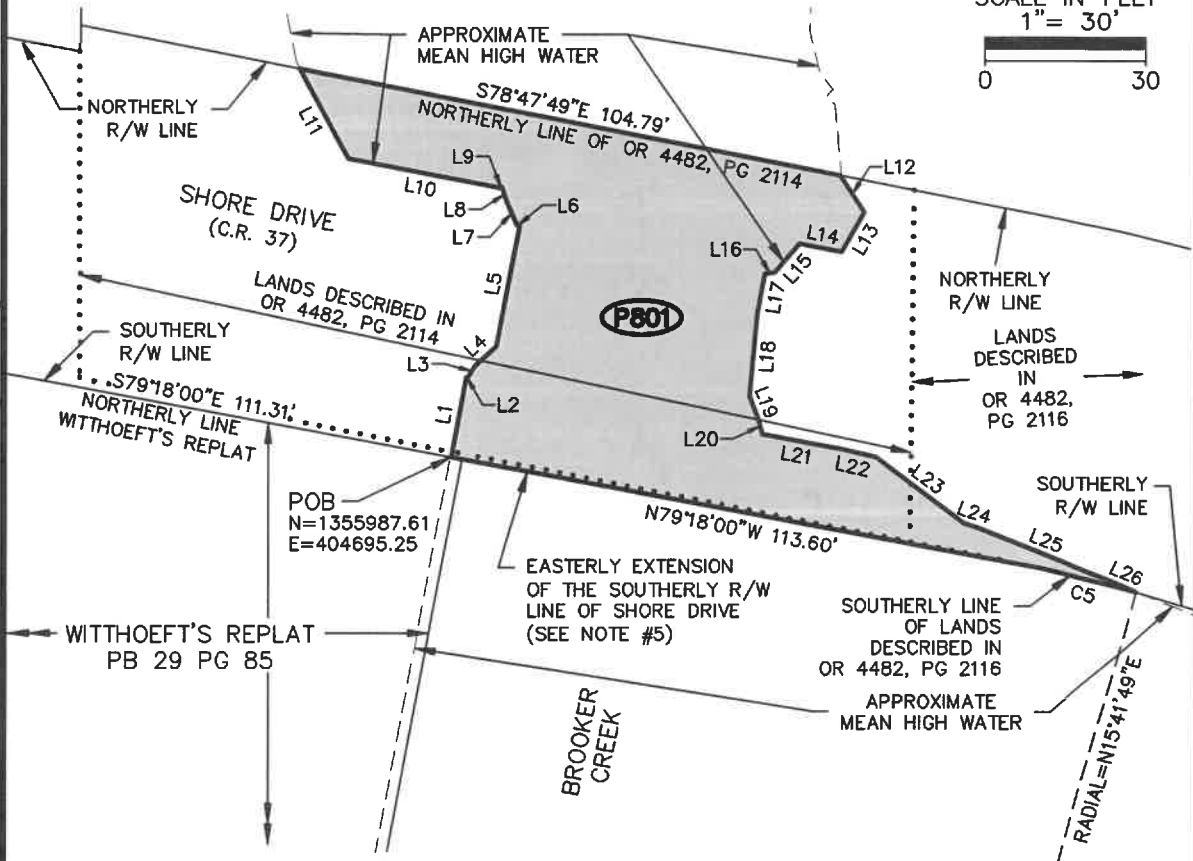 SCALE IN FEET
1"= 30'
0 30
APPROXIMATE
MEAN HIGH WATER
NORTHERLY
R/W LINE
S78°47'49"E 104.79'
NORTHERLY LINE OF OR 4482, PG 2114
L11
L9
L10
L8
L7
L6
L12
L13
L14
L15
L16
L17
SHORE DRIVE
(C.R. 37)
L5
P801
NORTHERLY
R/W LINE
LANDS DESCRIBED IN
OR 4482, PG 2114
SOUTHERLY
R/W LINE
L4
L3
L2
L1
L18
L19
L20
LANDS
DESCRIBED
IN
OR 4482,
PG 2116
S79°18'00"E 111.31'
NORTHERLY LINE
WITTHOEFT'S REPLAT
L21
L22
L23
L24
L25
L26
SOUTHERLY
R/W LINE
POB
N=1355987.61
E=404695.25
N79°18'00"W 113.60'
C5
EASTERLY EXTENSION
OF THE SOUTHERLY R/W
LINE OF SHORE DRIVE
(SEE NOTE #5)
SOUTHERLY LINE
OF LANDS
DESCRIBED IN
OR 4482, PG 2116
WITTHOEFT'S REPLAT
PB 29 PG 85
APPROXIMATE
MEAN HIGH WATER
BROOKER
CREEK
RADIAL=N15°41'49"E